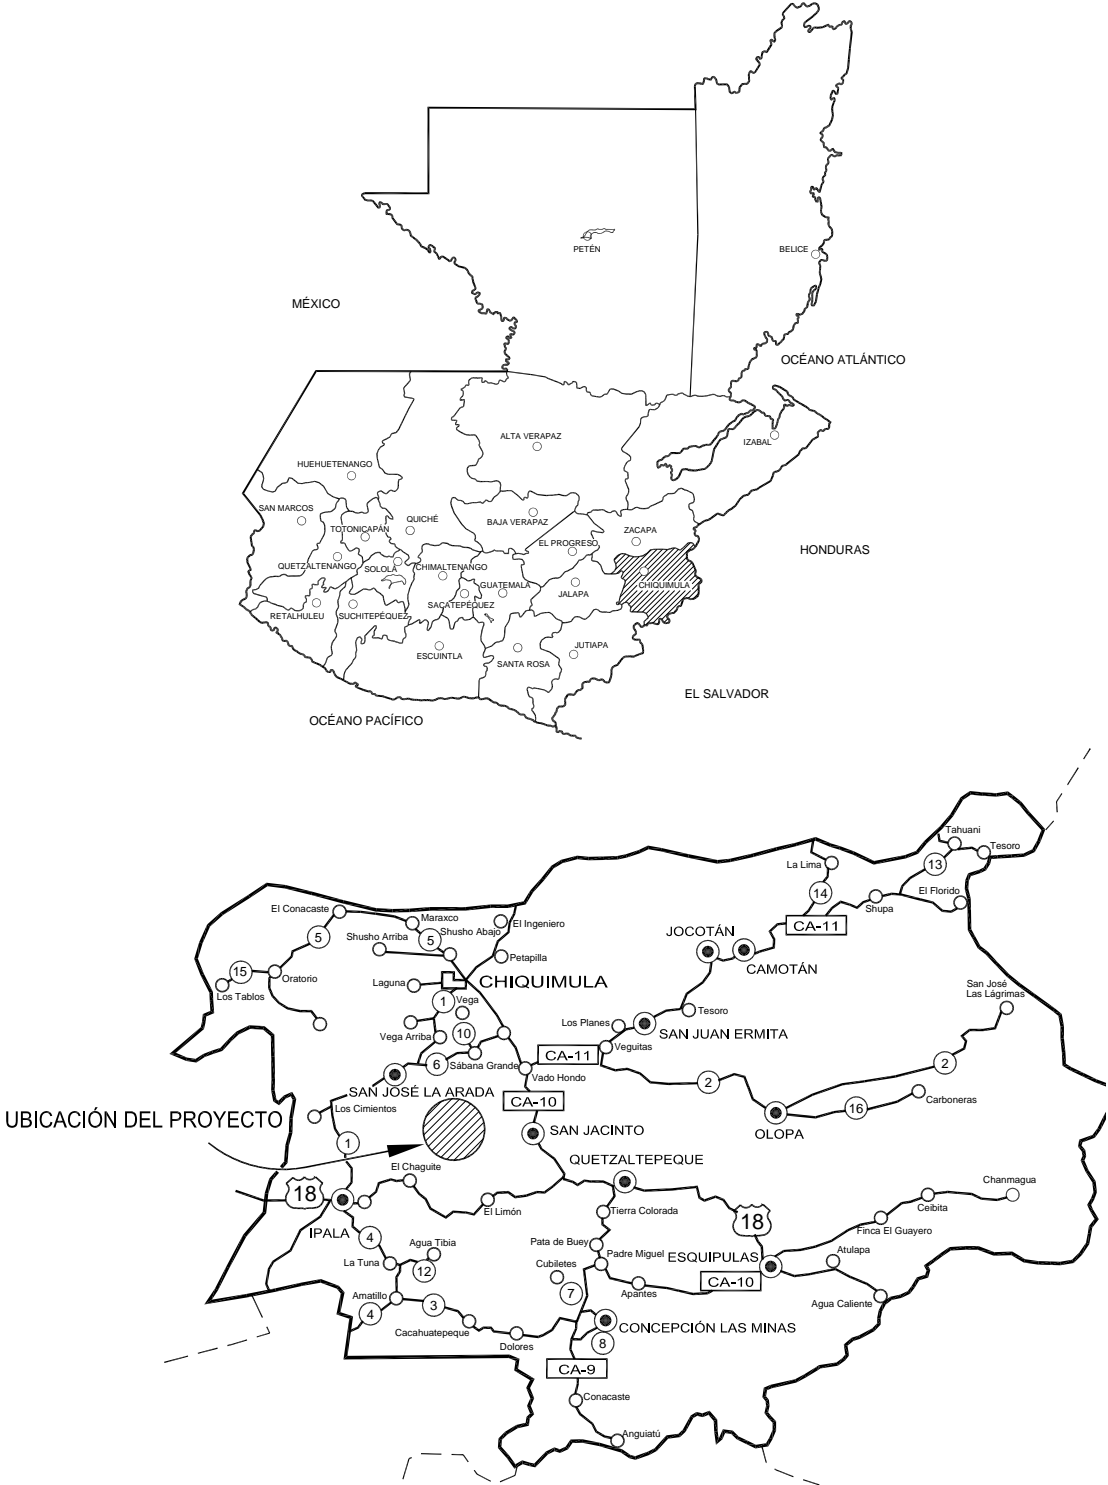 PETÉN
BELICE
MÉXICO
OCÉANO ATLÁNTICO
ALTA VERAPAZ
IZABAL
HUEHUETENANGO
SAN MARCOS
QUICHÉ
BAJA VERAPAZ
TOTONICAPÁN
ZACAPA
EL PROGRESO
HONDURAS
QUETZALTENANGO
SOLOLÁ
CHIMALTENANGO
GUATEMALA
CHIQUIMULA
JALAPA
SACATEPÉQUEZ
RETALHULEU
SUCHITEPÉQUEZ
ESCUINTLA
SANTA ROSA
JUTIAPA
EL SALVADOR
OCÉANO PACÍFICO
Tahuani
Tesoro
La Lima
13
14
El Florido
Shupa
El Conacaste
Maraxco
El Ingeniero
CA-11
5
5
Shusho Abajo
Shusho Arriba
JOCOTÁN
Petapilla
CAMOTÁN
15
Oratorio
Laguna
CHIQUIMULA
Los Tablos
San José
Las Lágrimas
1
Vega
Tesoro
Los Planes
SAN JUAN ERMITA
Vega Arriba
10
Veguitas
CA-11
6
Sábana Grande
2
Vado Hondo
2
SAN JOSÉ LA ARADA
CA-10
Carboneras
16
Los Cimientos
UBICACIÓN DEL PROYECTO
OLOPA
SAN JACINTO
1
QUETZALTEPEQUE
El Chaguite
Chanmagua
18
Ceibita
El Limón
Tierra Colorada
18
Finca El Guayero
IPALA
4
Agua Tibia
Pata de Buey
Padre Miguel
ESQUIPULAS
Atulapa
La Tuna
12
Cubiletes
CA-10
7
Apantes
Amatillo
3
Agua Caliente
4
Cacahuatepeque
CONCEPCIÓN LAS MINAS
Dolores
8
CA-9
Conacaste
Anguiatú